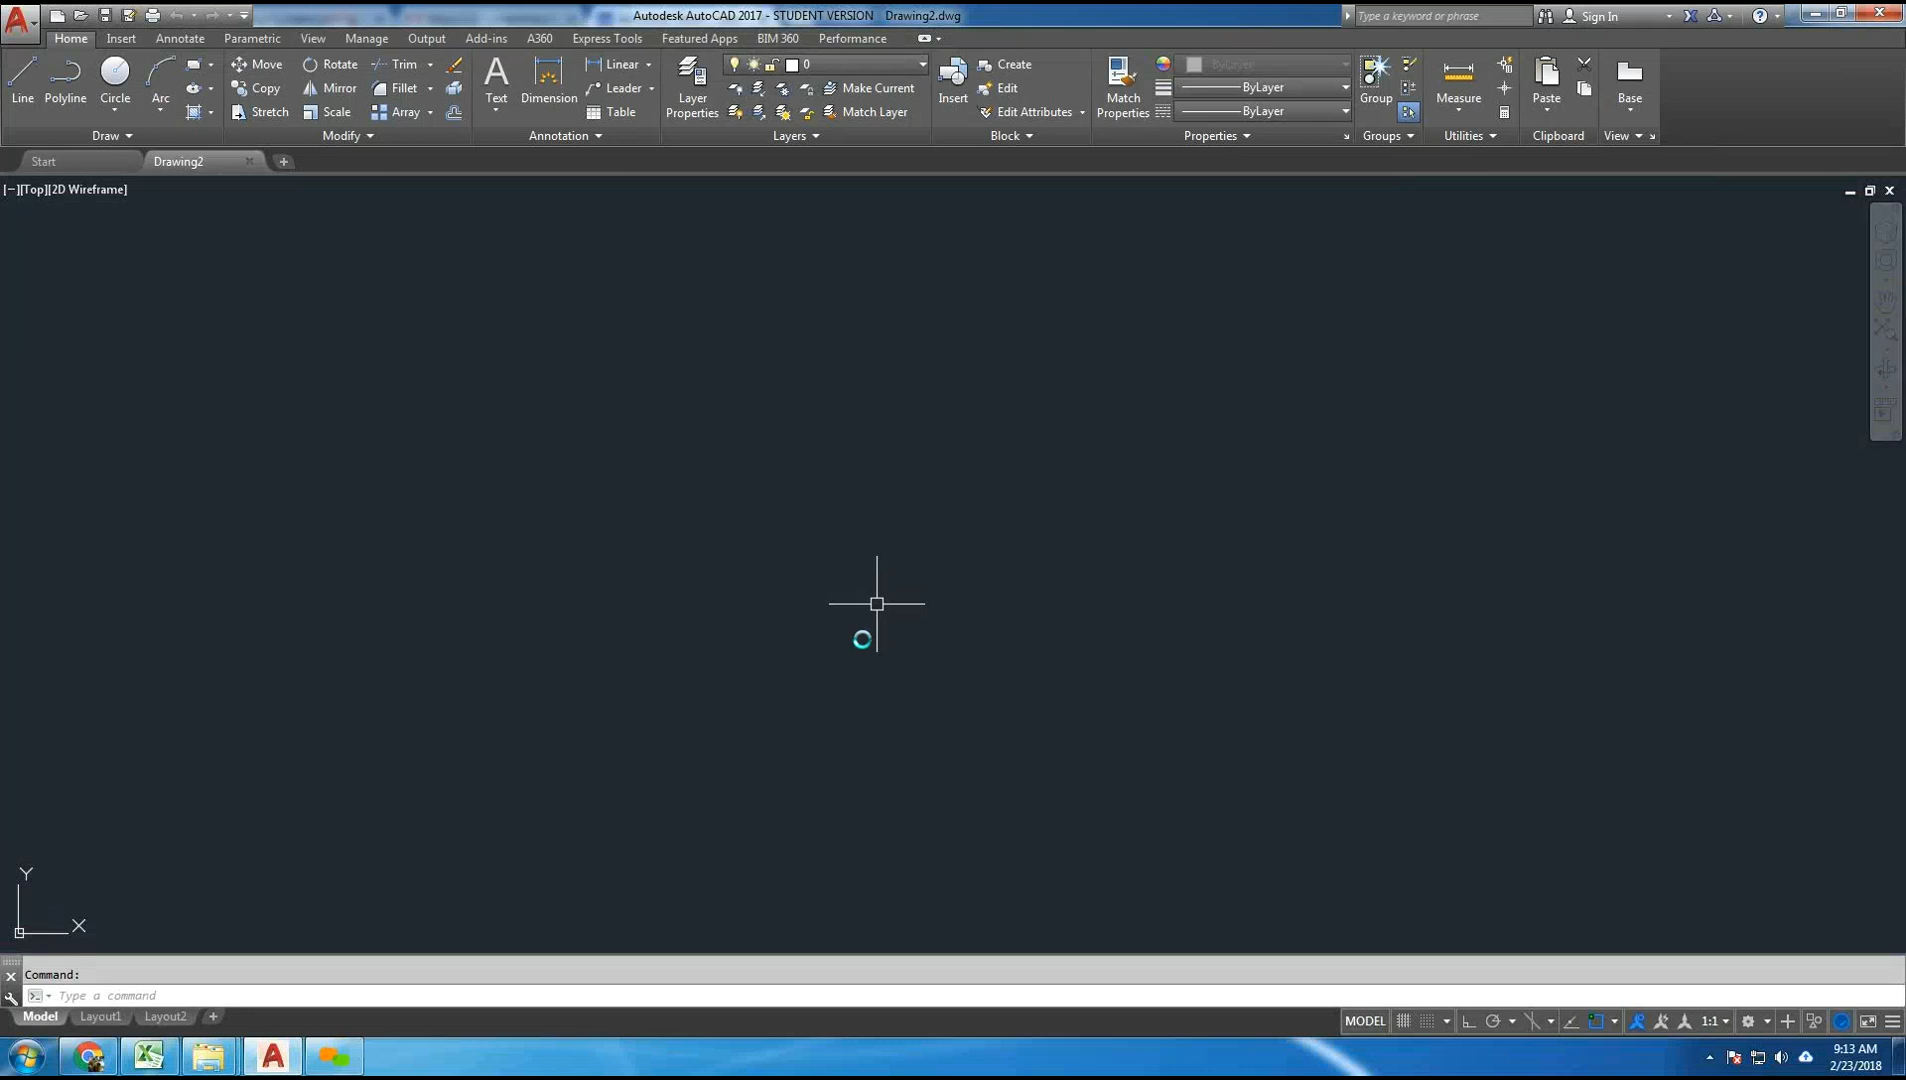 Autodesk AutoCAD 2017 - STUDENT VERSION Drawing2.dwg
Type a keyword or phrase
Sign In
Home Insert Annotate Parametric View Manage Output Add-ins A360 Express Tools Featured Apps BIM 360 Performance
Line Polyline Circle Arc
Draw
Move Rotate Trim
Copy Mirror Fillet
Stretch Scale Array
Modify
Text Dimension
Linear
Leader
Table
Annotation
Layer Properties
0
Make Current
Match Layer
Layers
Insert
Create
Edit
Edit Attributes
Block
Match Properties
ByLayer
ByLayer
ByLayer
Properties
Group
Groups
Measure
Utilities
Paste
Clipboard
Base
View
Start Drawing2
[−][Top][2D Wireframe]
Y
X
Command:
Type a command
Model Layout1 Layout2
MODEL 1:1
9:13 AM
2/23/2018